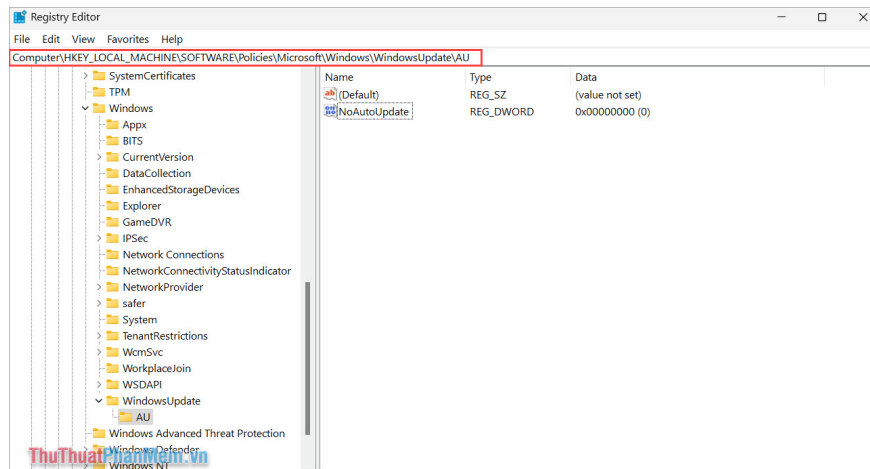 Registry Editor
File Edit View Favorites Help
Computer\HKEY_LOCAL_MACHINE\SOFTWARE\Policies\Microsoft\Windows\WindowsUpdate\AU
SystemCertificates
TPM
Windows
Appx
BITS
CurrentVersion
DataCollection
EnhancedStorageDevices
Explorer
GameDVR
IPSec
Network Connections
NetworkConnectivityStatusIndicator
NetworkProvider
safer
System
TenantRestrictions
WcmSvc
WorkplaceJoin
WSDAPI
WindowsUpdate
AU
Windows Advanced Threat Protection
Windows Defender
Windows NT
Name Type Data
(Default) REG_SZ (value not set)
NoAutoUpdate REG_DWORD 0x00000000 (0)
ThuThuatPhanMem.vn